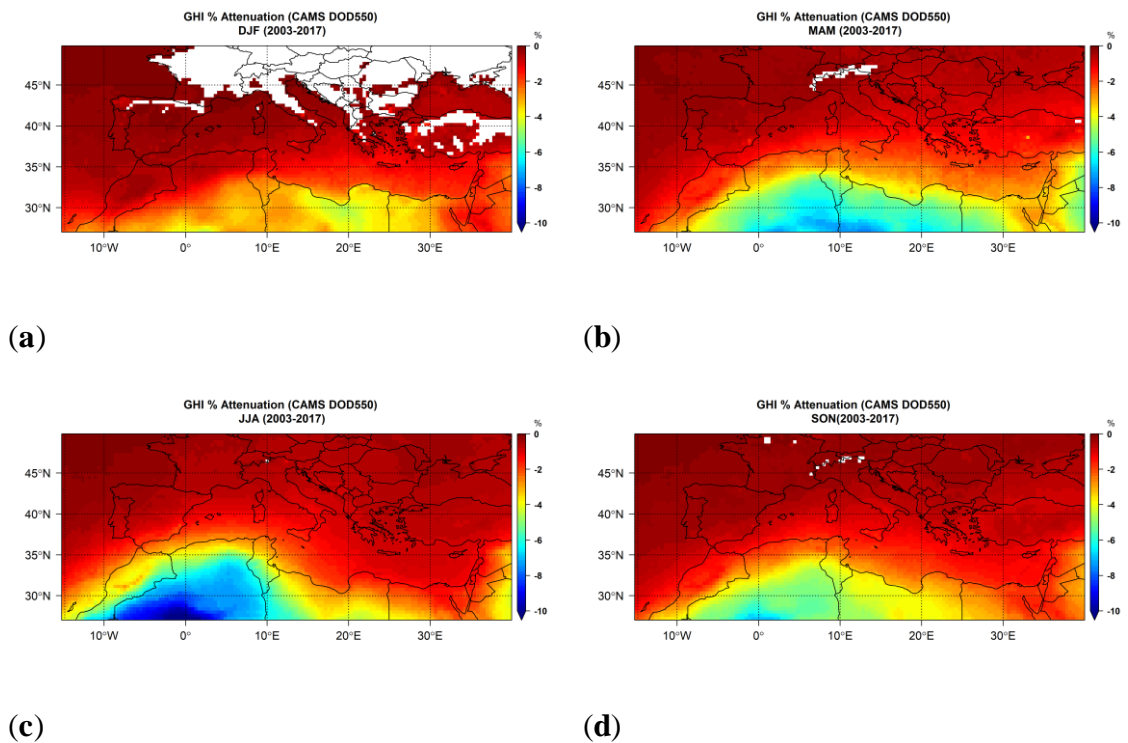 GHI % Attenuation (CAMS DOD550)
DJF (2003-2017)
%
45°N
40°N
35°N
30°N
0
-2
-4
-6
-8
-10
10°W
0°
10°E
20°E
30°E
(a)
GHI % Attenuation (CAMS DOD550)
MAM (2003-2017)
%
45°N
40°N
35°N
30°N
0
-2
-4
-6
-8
-10
10°W
0°
10°E
20°E
30°E
(b)
GHI % Attenuation (CAMS DOD550)
JJA (2003-2017)
%
45°N
40°N
35°N
30°N
0
-2
-4
-6
-8
-10
10°W
0°
10°E
20°E
30°E
(c)
GHI % Attenuation (CAMS DOD550)
SON(2003-2017)
%
45°N
40°N
35°N
30°N
0
-2
-4
-6
-8
-10
10°W
0°
10°E
20°E
30°E
(d)